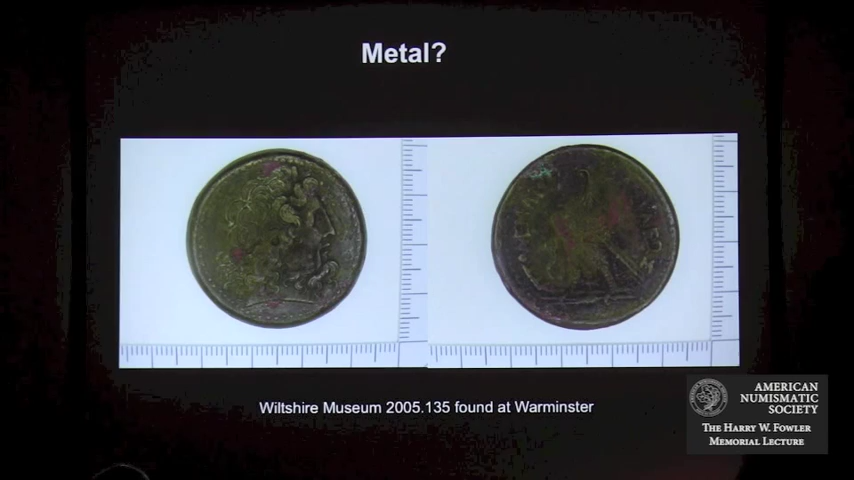 Metal?
Wiltshire Museum 2005.135 found at Warminster
AMERICAN
NUMISMATIC
SOCIETY
THE HARRY W. FOWLER
MEMORIAL LECTURE